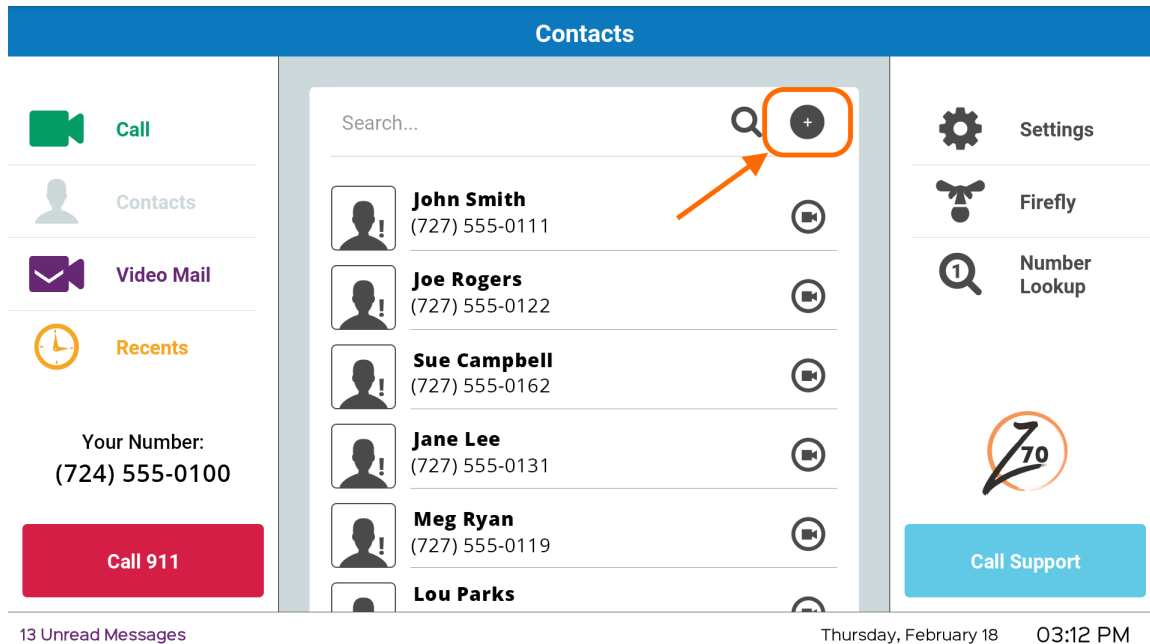 Contacts
Call
Contacts
Video Mail
Recents
Your Number:
(724) 555-0100
Call 911
Search...
+
John Smith
(727) 555-0111
Joe Rogers
(727) 555-0122
Sue Campbell
(727) 555-0162
Jane Lee
(727) 555-0131
Meg Ryan
(727) 555-0119
Lou Parks
Settings
Firefly
1
Number
Lookup
Z
70
Call Support
13 Unread Messages
Thursday, February 18 03:12 PM